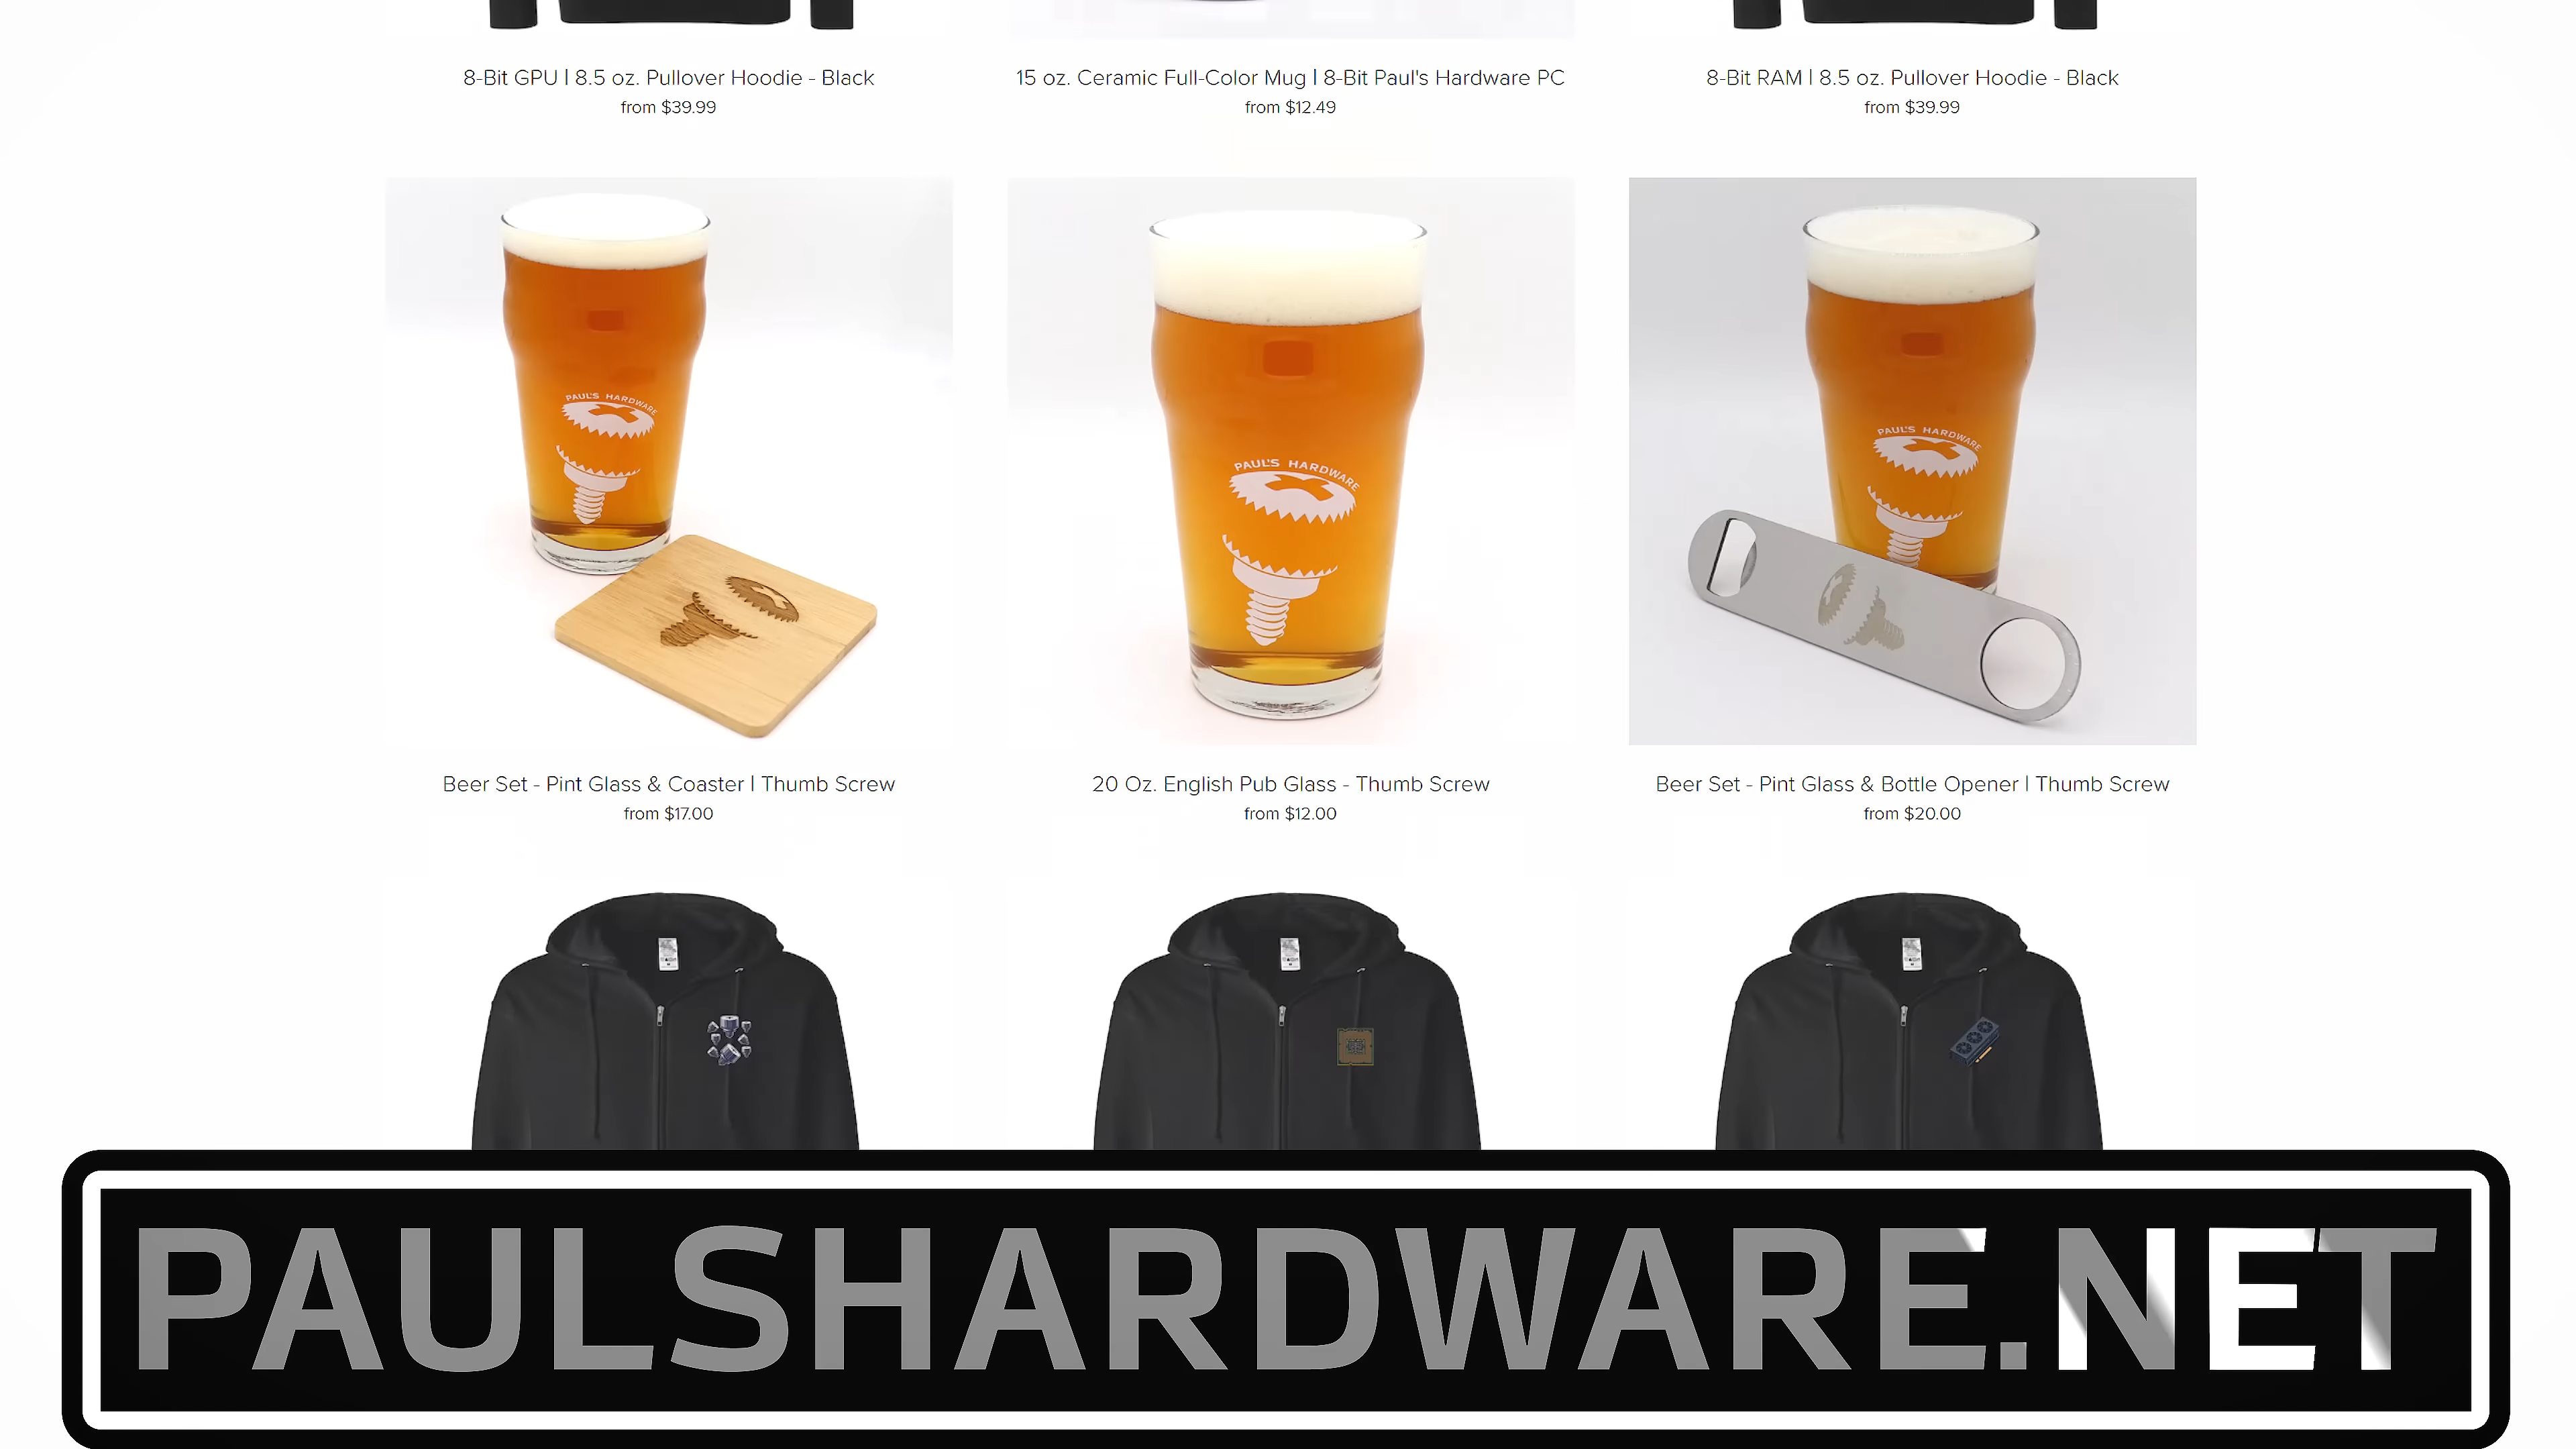 8-Bit GPU | 8.5 oz. Pullover Hoodie - Black
from $39.99
15 oz. Ceramic Full-Color Mug | 8-Bit Paul's Hardware PC
from $12.49
8-Bit RAM | 8.5 oz. Pullover Hoodie - Black
from $39.99
PAUL'S HARDWARE
PAUL'S HARDWARE
PAUL'S HARDWARE
Beer Set - Pint Glass & Coaster | Thumb Screw
from $17.00
20 Oz. English Pub Glass - Thumb Screw
from $12.00
Beer Set - Pint Glass & Bottle Opener | Thumb Screw
from $20.00
PAULSHARDWARE.NET